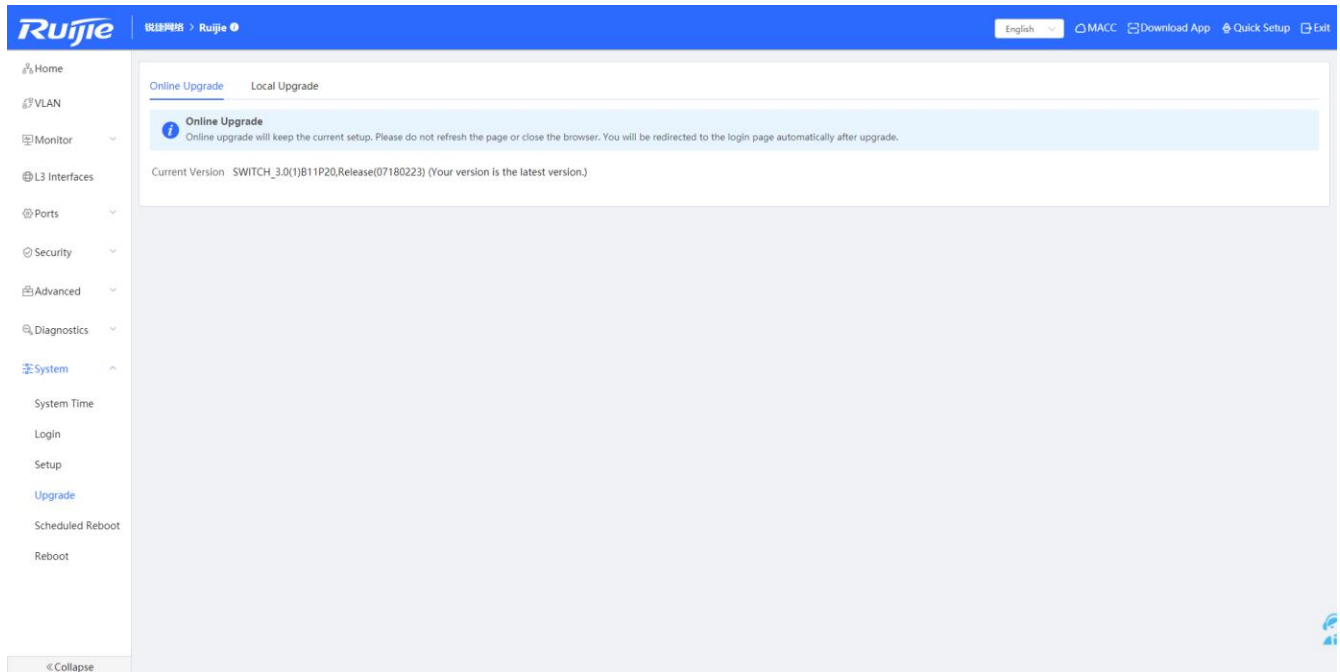 Ruijie
锐捷网络 > Ruijie
English
MACC
Download App
Quick Setup
Exit
Home
VLAN
Monitor
L3 Interfaces
Ports
Security
Advanced
Diagnostics
System
System Time
Login
Setup
Upgrade
Scheduled Reboot
Reboot
«Collapse
Online Upgrade
Local Upgrade
Online Upgrade
Online upgrade will keep the current setup. Please do not refresh the page or close the browser. You will be redirected to the login page automatically after upgrade.
Current Version SWITCH_3.0(1)B11P20,Release(07180223) (Your version is the latest version.)